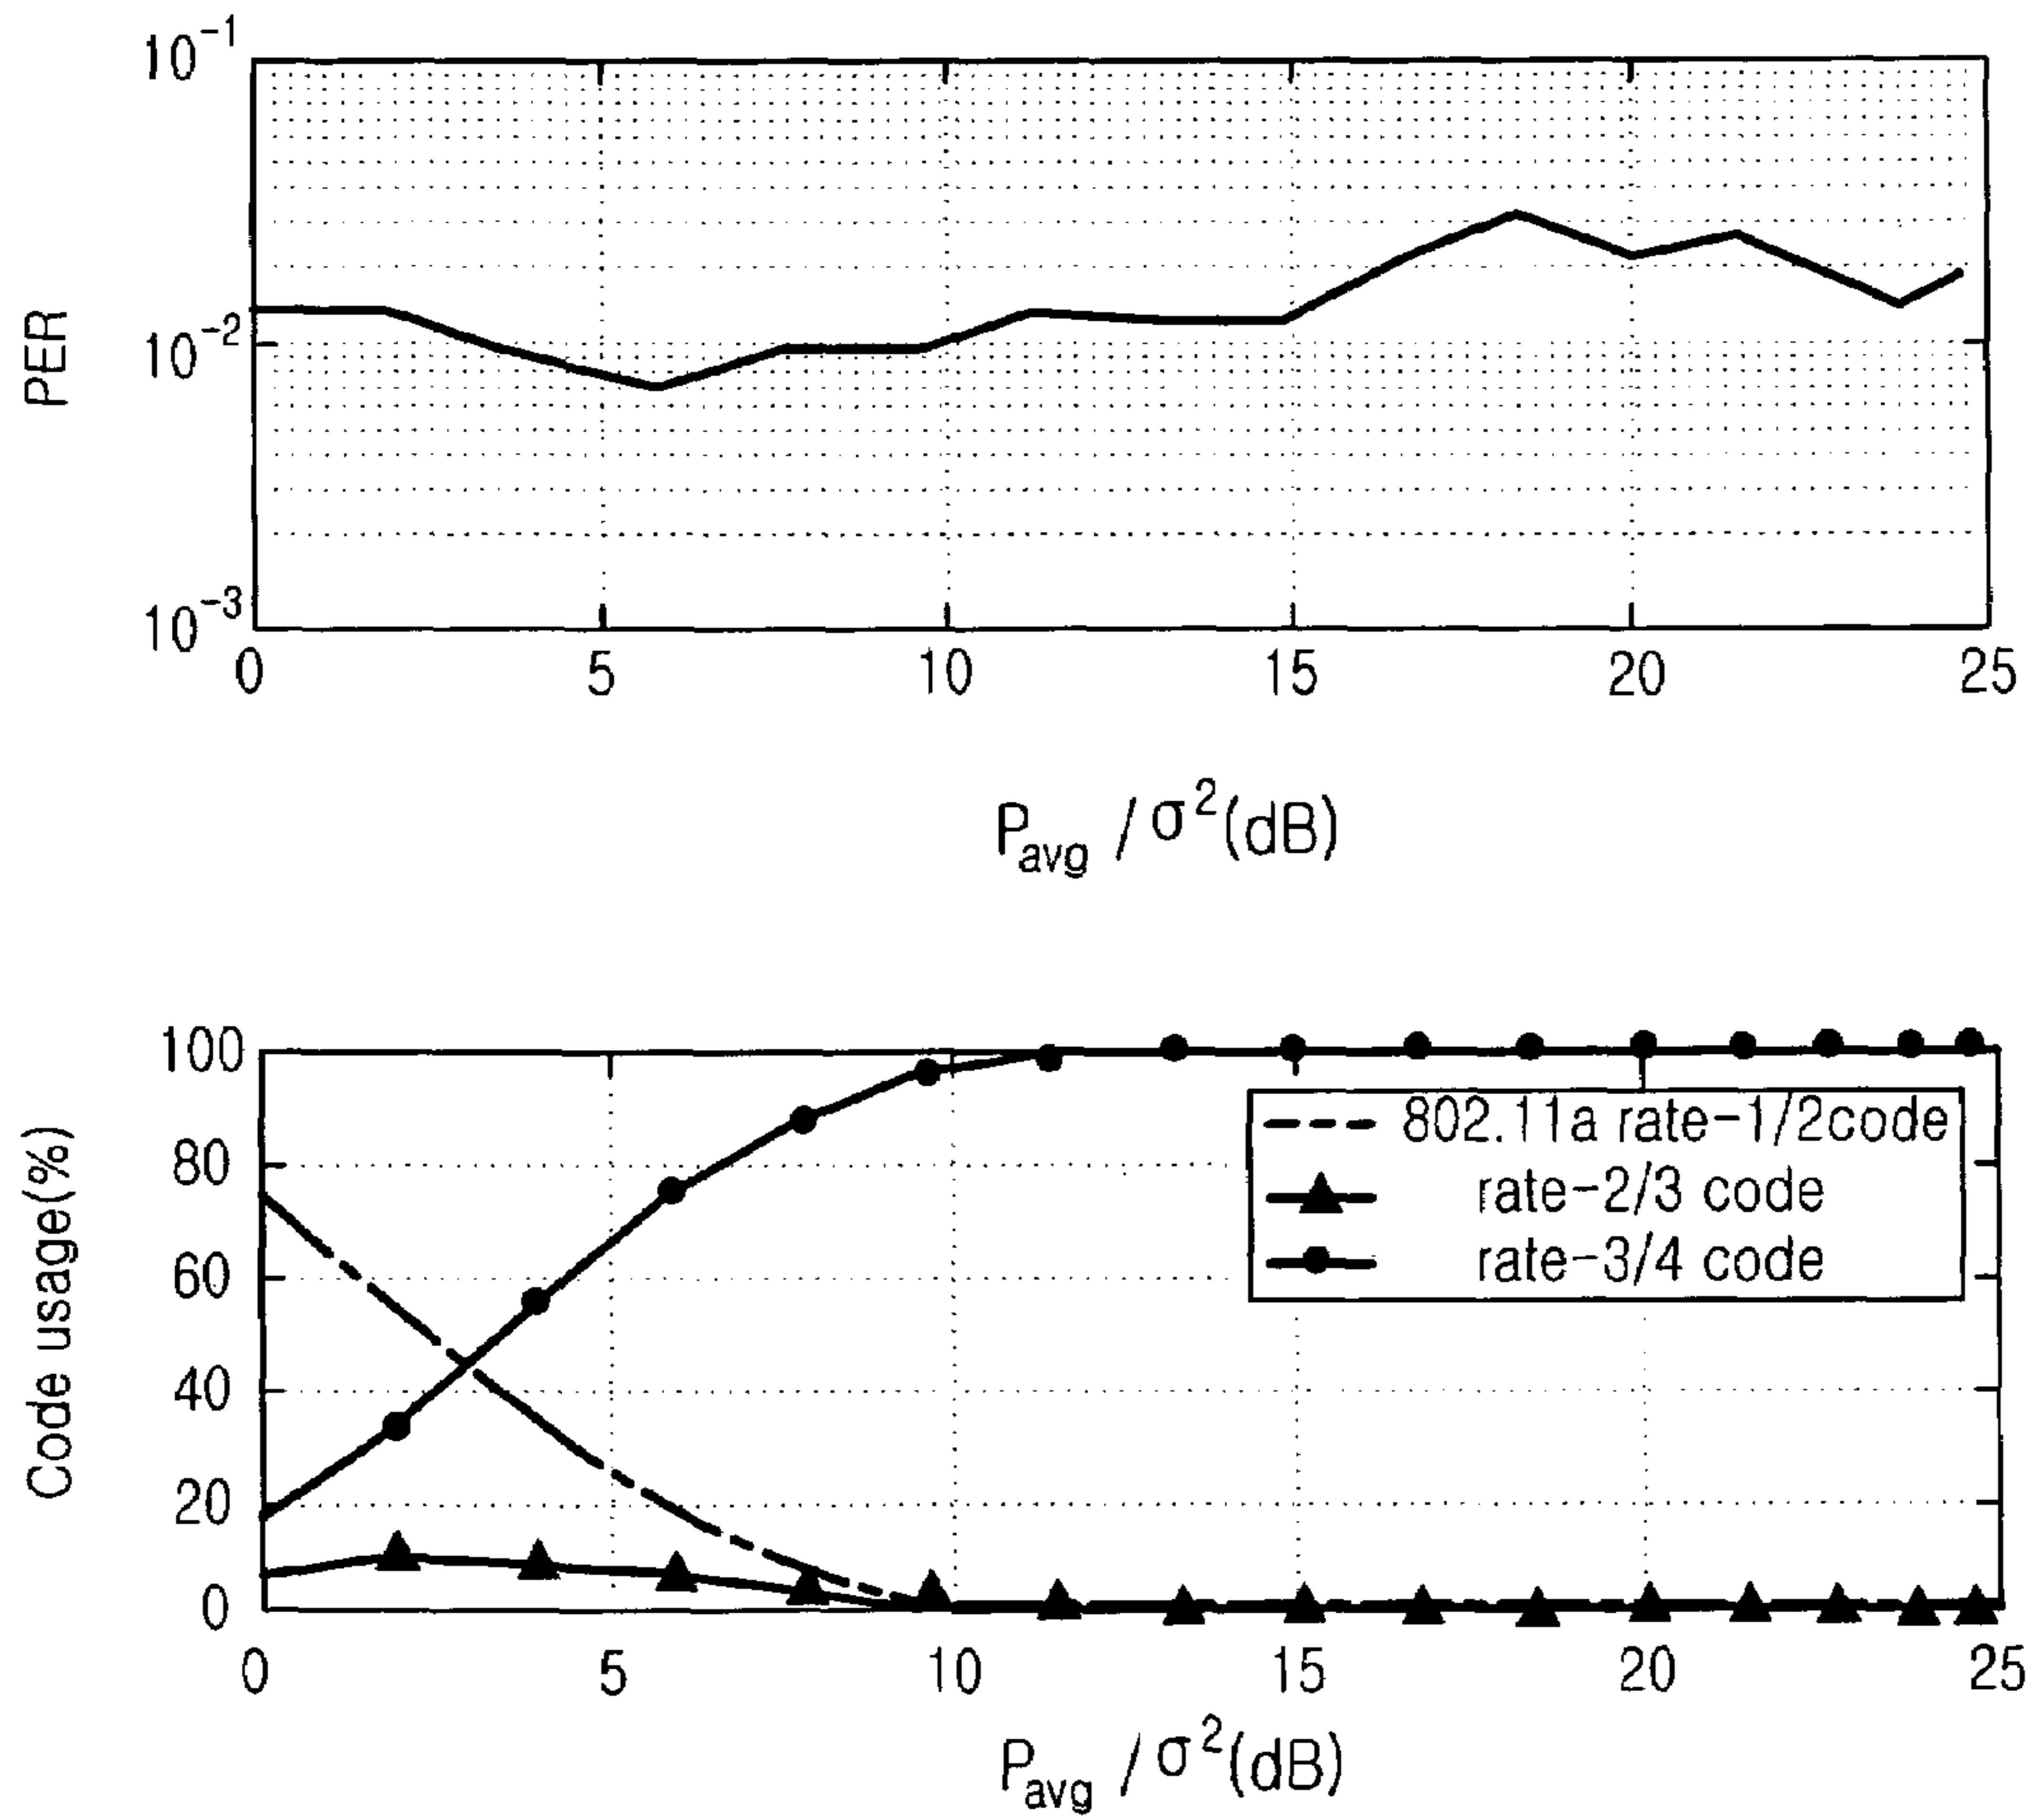 10⁻¹
10⁻²
10⁻³
PER
0 5 10 15 20 25
P_avg / σ²(dB)
100
80
60
40
20
0
Code usage(%)
802.11a rate-1/2code
rate-2/3 code
rate-3/4 code
0 5 10 15 20 25
P_avg / σ²(dB)